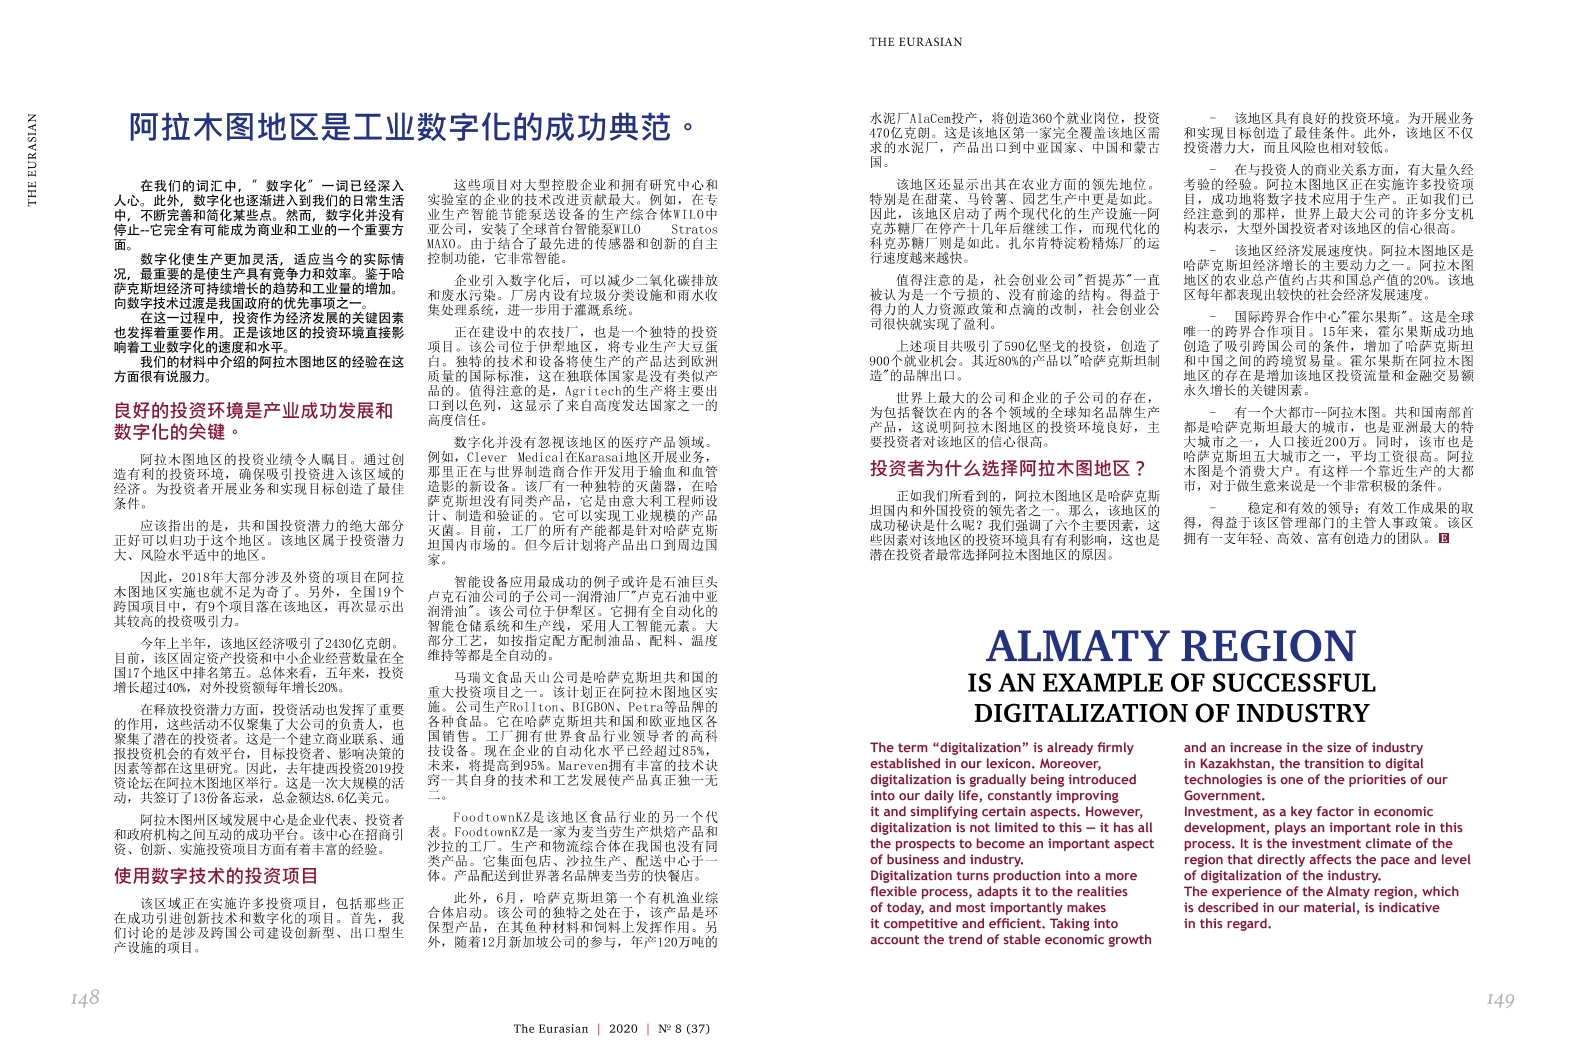 THE EURASIAN
THE EURASIAN
阿拉木图地区是工业数字化的成功典范。
在我们的词汇中，"数字化"一词已经深入
人心。此外，数字化也逐渐进入到我们的日常生活
中，不断完善和简化某些点。然而，数字化并没有
停止--它完全有可能成为商业和工业的一个重要方
面。
数字化使生产更加灵活，适应当今的实际情
况，最重要的是使生产具有竞争力和效率。鉴于哈
萨克斯坦经济可持续增长的趋势和工业量的增加。
向数字技术过渡是我国政府的优先事项之一。
在这一过程中，投资作为经济发展的关键因素
也发挥着重要作用。正是该地区的投资环境直接影
响着工业数字化的速度和水平。
我们的材料中介绍的阿拉木图地区的经验在这
方面很有说服力。
良好的投资环境是产业成功发展和
数字化的关键。
阿拉木图地区的投资业绩令人瞩目。通过创
造有利的投资环境，确保吸引投资进入该区域的
经济。为投资者开展业务和实现目标创造了最佳
条件。
应该指出的是，共和国投资潜力的绝大部分
正好可以归功于这个地区。该地区属于投资潜力
大、风险水平适中的地区。
因此，2018年大部分涉及外资的项目在阿拉
木图地区实施也就不足为奇了。另外，全国19个
跨国项目中，有9个项目落在该地区，再次显示出
其较高的投资吸引力。
今年上半年，该地区经济吸引了2430亿克朗。
目前，该区固定资产投资和中小企业经营数量在全
国17个地区中排名第五。总体来看，五年来，投资
增长超过40%，对外投资额每年增长20%。
在释放投资潜力方面，投资活动也发挥了重要
的作用，这些活动不仅聚集了大公司的负责人，也
聚集了潜在的投资者。这是一个建立商业联系、通
报投资机会的有效平台，目标投资者、影响决策的
因素等都在这里研究。因此，去年捷西投资2019投
资论坛在阿拉木图地区举行。这是一次大规模的活
动，共签订了13份备忘录，总金额达8.6亿美元。
阿拉木图州区域发展中心是企业代表、投资者
和政府机构之间互动的成功平台。该中心在招商引
资、创新、实施投资项目方面有着丰富的经验。
使用数字技术的投资项目
该区域正在实施许多投资项目，包括那些正
在成功引进创新技术和数字化的项目。首先，我
们讨论的是涉及跨国公司建设创新型、出口型生
产设施的项目。
这些项目对大型控股企业和拥有研究中心和
实验室的企业的技术改进贡献最大。例如，在专
业生产智能节能泵送设备的生产综合体WILO中
亚公司，安装了全球首台智能泵WILO Stratos
MAXO。由于结合了最先进的传感器和创新的自主
控制功能，它非常智能。
企业引入数字化后，可以减少二氧化碳排放
和废水污染。厂房内设有垃圾分类设施和雨水收
集处理系统，进一步用于灌溉系统。
正在建设中的农技厂，也是一个独特的投资
项目。该公司位于伊犁地区，将专业生产大豆蛋
白。独特的技术和设备将使生产的产品达到欧洲
质量的国际标准，这在独联体国家是没有类似产
品的。值得注意的是，Agritech的生产将主要出
口到以色列，这显示了来自高度发达国家之一的
高度信任。
数字化并没有忽视该地区的医疗产品领域。
例如，Clever Medical在Karasai地区开展业务，
那里正在与世界制造商合作开发用于输血和血管
造影的新设备。该厂有一种独特的灭菌器，在哈
萨克斯坦没有同类产品，它是由意大利工程师设
计、制造和验证的。它可以实现工业规模的产品
灭菌。目前，工厂的所有产能都是针对哈萨克斯
坦国内市场的。但今后计划将产品出口到周边国
家。
智能设备应用最成功的例子或许是石油巨头
卢克石油公司的子公司--润滑油厂"卢克石油中亚
润滑油"。该公司位于伊犁区。它拥有全自动化的
智能仓储系统和生产线，采用人工智能元素。大
部分工艺，如按指定配方配制油品、配料、温度
维持等都是全自动的。
马瑞文食品天山公司是哈萨克斯坦共和国的
重大投资项目之一。该计划正在阿拉木图地区实
施。公司生产Rollton、BIGBON、Petra等品牌的
各种食品。它在哈萨克斯坦共和国和欧亚地区各
国销售。工厂拥有世界食品行业领导者的高科
技设备。现在企业的自动化水平已经超过85%，
未来，将提高到95%。Mareven拥有丰富的技术诀
窍--其自身的技术和工艺发展使产品真正独一无
二。
FoodtownKZ是该地区食品行业的另一个代
表。FoodtownKZ是一家为麦当劳生产烘焙产品和
沙拉的工厂。生产和物流综合体在我国也没有同
类产品。它集面包店、沙拉生产、配送中心于一
体。产品配送到世界著名品牌麦当劳的快餐店。
此外，6月，哈萨克斯坦第一个有机渔业综
合体启动。该公司的独特之处在于，该产品是环
保型产品，在其鱼种材料和饲料上发挥作用。另
外，随着12月新加坡公司的参与，年产120万吨的
水泥厂AlaCem投产，将创造360个就业岗位，投资
470亿克朗。这是该地区第一家完全覆盖该地区需
求的水泥厂，产品出口到中亚国家、中国和蒙古
国。
该地区还显示出其在农业方面的领先地位。
特别是在甜菜、马铃薯、园艺生产中更是如此。
因此，该地区启动了两个现代化的生产设施--阿
克苏糖厂在停产十几年后继续工作，而现代化的
科克苏糖厂则是如此。扎尔肯特淀粉精炼厂的运
行速度越来越快。
值得注意的是，社会创业公司"哲提苏"一直
被认为是一个亏损的、没有前途的结构。得益于
得力的人力资源政策和点滴的改制，社会创业公
司很快就实现了盈利。
上述项目共吸引了590亿坚戈的投资，创造了
900个就业机会。其近80%的产品以"哈萨克斯坦制
造"的品牌出口。
世界上最大的公司和企业的子公司的存在，
为包括餐饮在内的各个领域的全球知名品牌生产
产品，这说明阿拉木图地区的投资环境良好，主
要投资者对该地区的信心很高。
投资者为什么选择阿拉木图地区？
正如我们所看到的，阿拉木图地区是哈萨克斯
坦国内和外国投资的领先者之一。那么，该地区的
成功秘诀是什么呢？我们强调了六个主要因素，这
些因素对该地区的投资环境具有有利影响，这也是
潜在投资者最常选择阿拉木图地区的原因。
– 该地区具有良好的投资环境。为开展业务
和实现目标创造了最佳条件。此外，该地区不仅
投资潜力大，而且风险也相对较低。
– 在与投资人的商业关系方面，有大量久经
考验的经验。阿拉木图地区正在实施许多投资项
目，成功地将数字技术应用于生产。正如我们已
经注意到的那样，世界上最大公司的许多分支机
构表示，大型外国投资者对该地区的信心很高。
– 该地区经济发展速度快。阿拉木图地区是
哈萨克斯坦经济增长的主要动力之一。阿拉木图
地区的农业总产值约占共和国总产值的20%。该地
区每年都表现出较快的社会经济发展速度。
– 国际跨界合作中心"霍尔果斯"。这是全球
唯一的跨界合作项目。15年来，霍尔果斯成功地
创造了吸引跨国公司的条件，增加了哈萨克斯坦
和中国之间的跨境贸易量。霍尔果斯在阿拉木图
地区的存在是增加该地区投资流量和金融交易额
永久增长的关键因素。
– 有一个大都市--阿拉木图。共和国南部首
都是哈萨克斯坦最大的城市，也是亚洲最大的特
大城市之一，人口接近200万。同时，该市也是
哈萨克斯坦五大城市之一，平均工资很高。阿拉
木图是个消费大户。有这样一个靠近生产的大都
市，对于做生意来说是一个非常积极的条件。
– 稳定和有效的领导；有效工作成果的取
得，得益于该区管理部门的主管人事政策。该区
拥有一支年轻、高效、富有创造力的团队。E
ALMATY REGION
IS AN EXAMPLE OF SUCCESSFUL
DIGITALIZATION OF INDUSTRY
The term “digitalization” is already firmly
established in our lexicon. Moreover,
digitalization is gradually being introduced
into our daily life, constantly improving
it and simplifying certain aspects. However,
digitalization is not limited to this — it has all
the prospects to become an important aspect
of business and industry.
Digitalization turns production into a more
flexible process, adapts it to the realities
of today, and most importantly makes
it competitive and efficient. Taking into
account the trend of stable economic growth
and an increase in the size of industry
in Kazakhstan, the transition to digital
technologies is one of the priorities of our
Government.
Investment, as a key factor in economic
development, plays an important role in this
process. It is the investment climate of the
region that directly affects the pace and level
of digitalization of the industry.
The experience of the Almaty region, which
is described in our material, is indicative
in this regard.
148
The Eurasian | 2020 | № 8 (37)
149